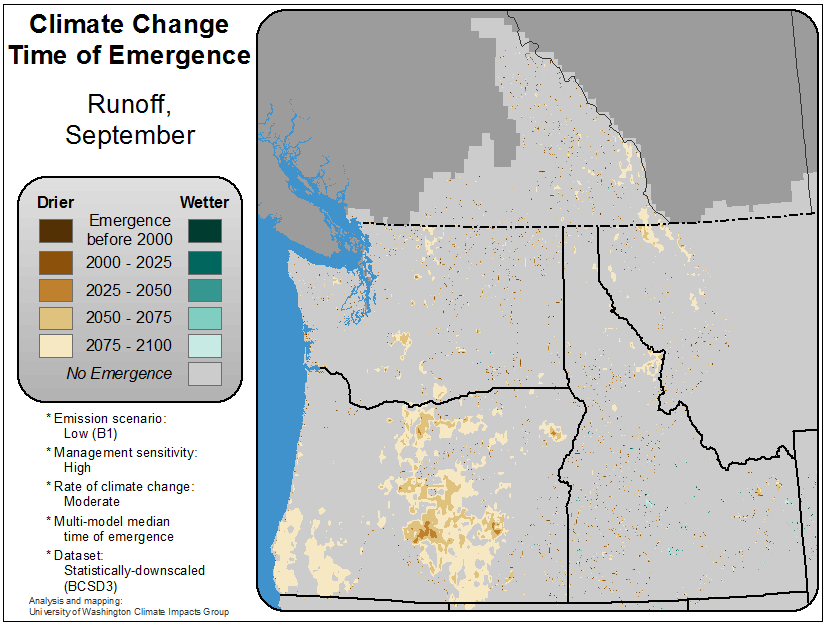 Climate Change
Time of Emergence
Runoff,
September
Drier Wetter
Emergence
before 2000
2000 - 2025
2025 - 2050
2050 - 2075
2075 - 2100
No Emergence
* Emission scenario:
Low (B1)
* Management sensitivity:
High
* Rate of climate change:
Moderate
* Multi-model median
time of emergence
* Dataset:
Statistically-downscaled
(BCSD3)
Analysis and mapping:
University of Washington Climate Impacts Group